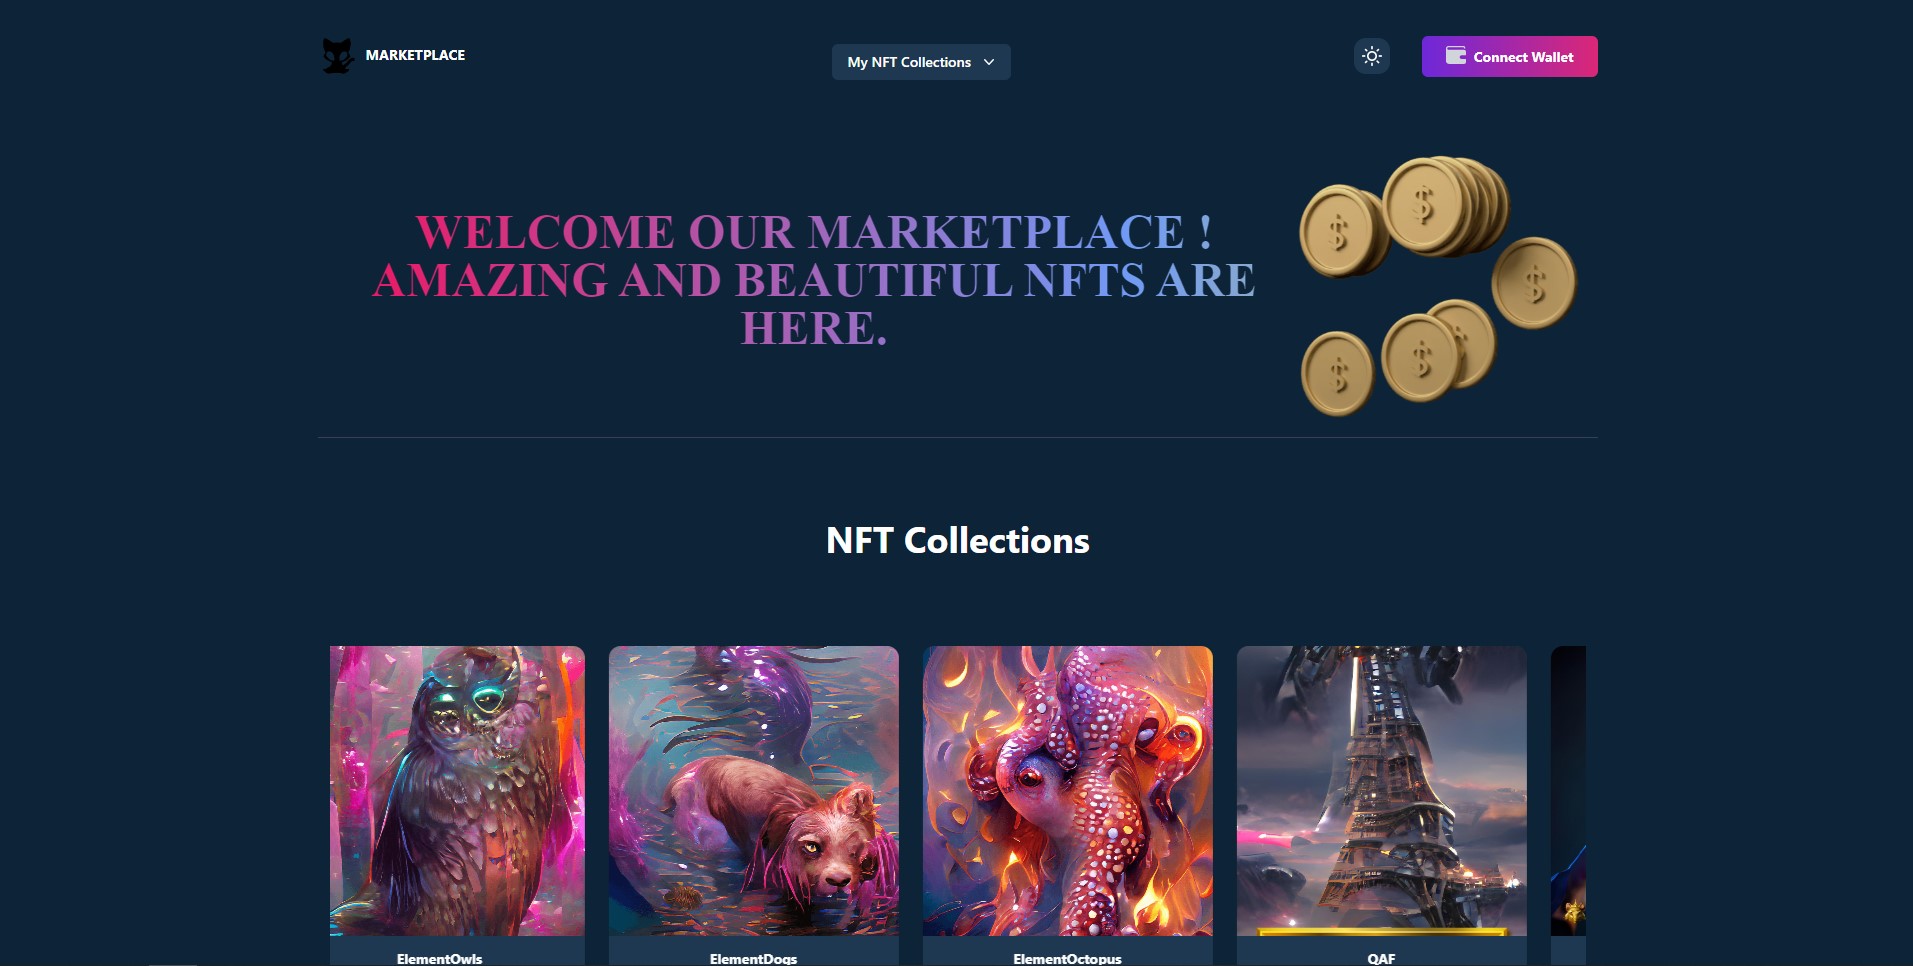 MARKETPLACE
My NFT Collections
Connect Wallet
WELCOME OUR MARKETPLACE !
AMAZING AND BEAUTIFUL NFTS ARE
HERE.
NFT Collections
ElementOwls
ElementDogs
ElementOctopus
QAF